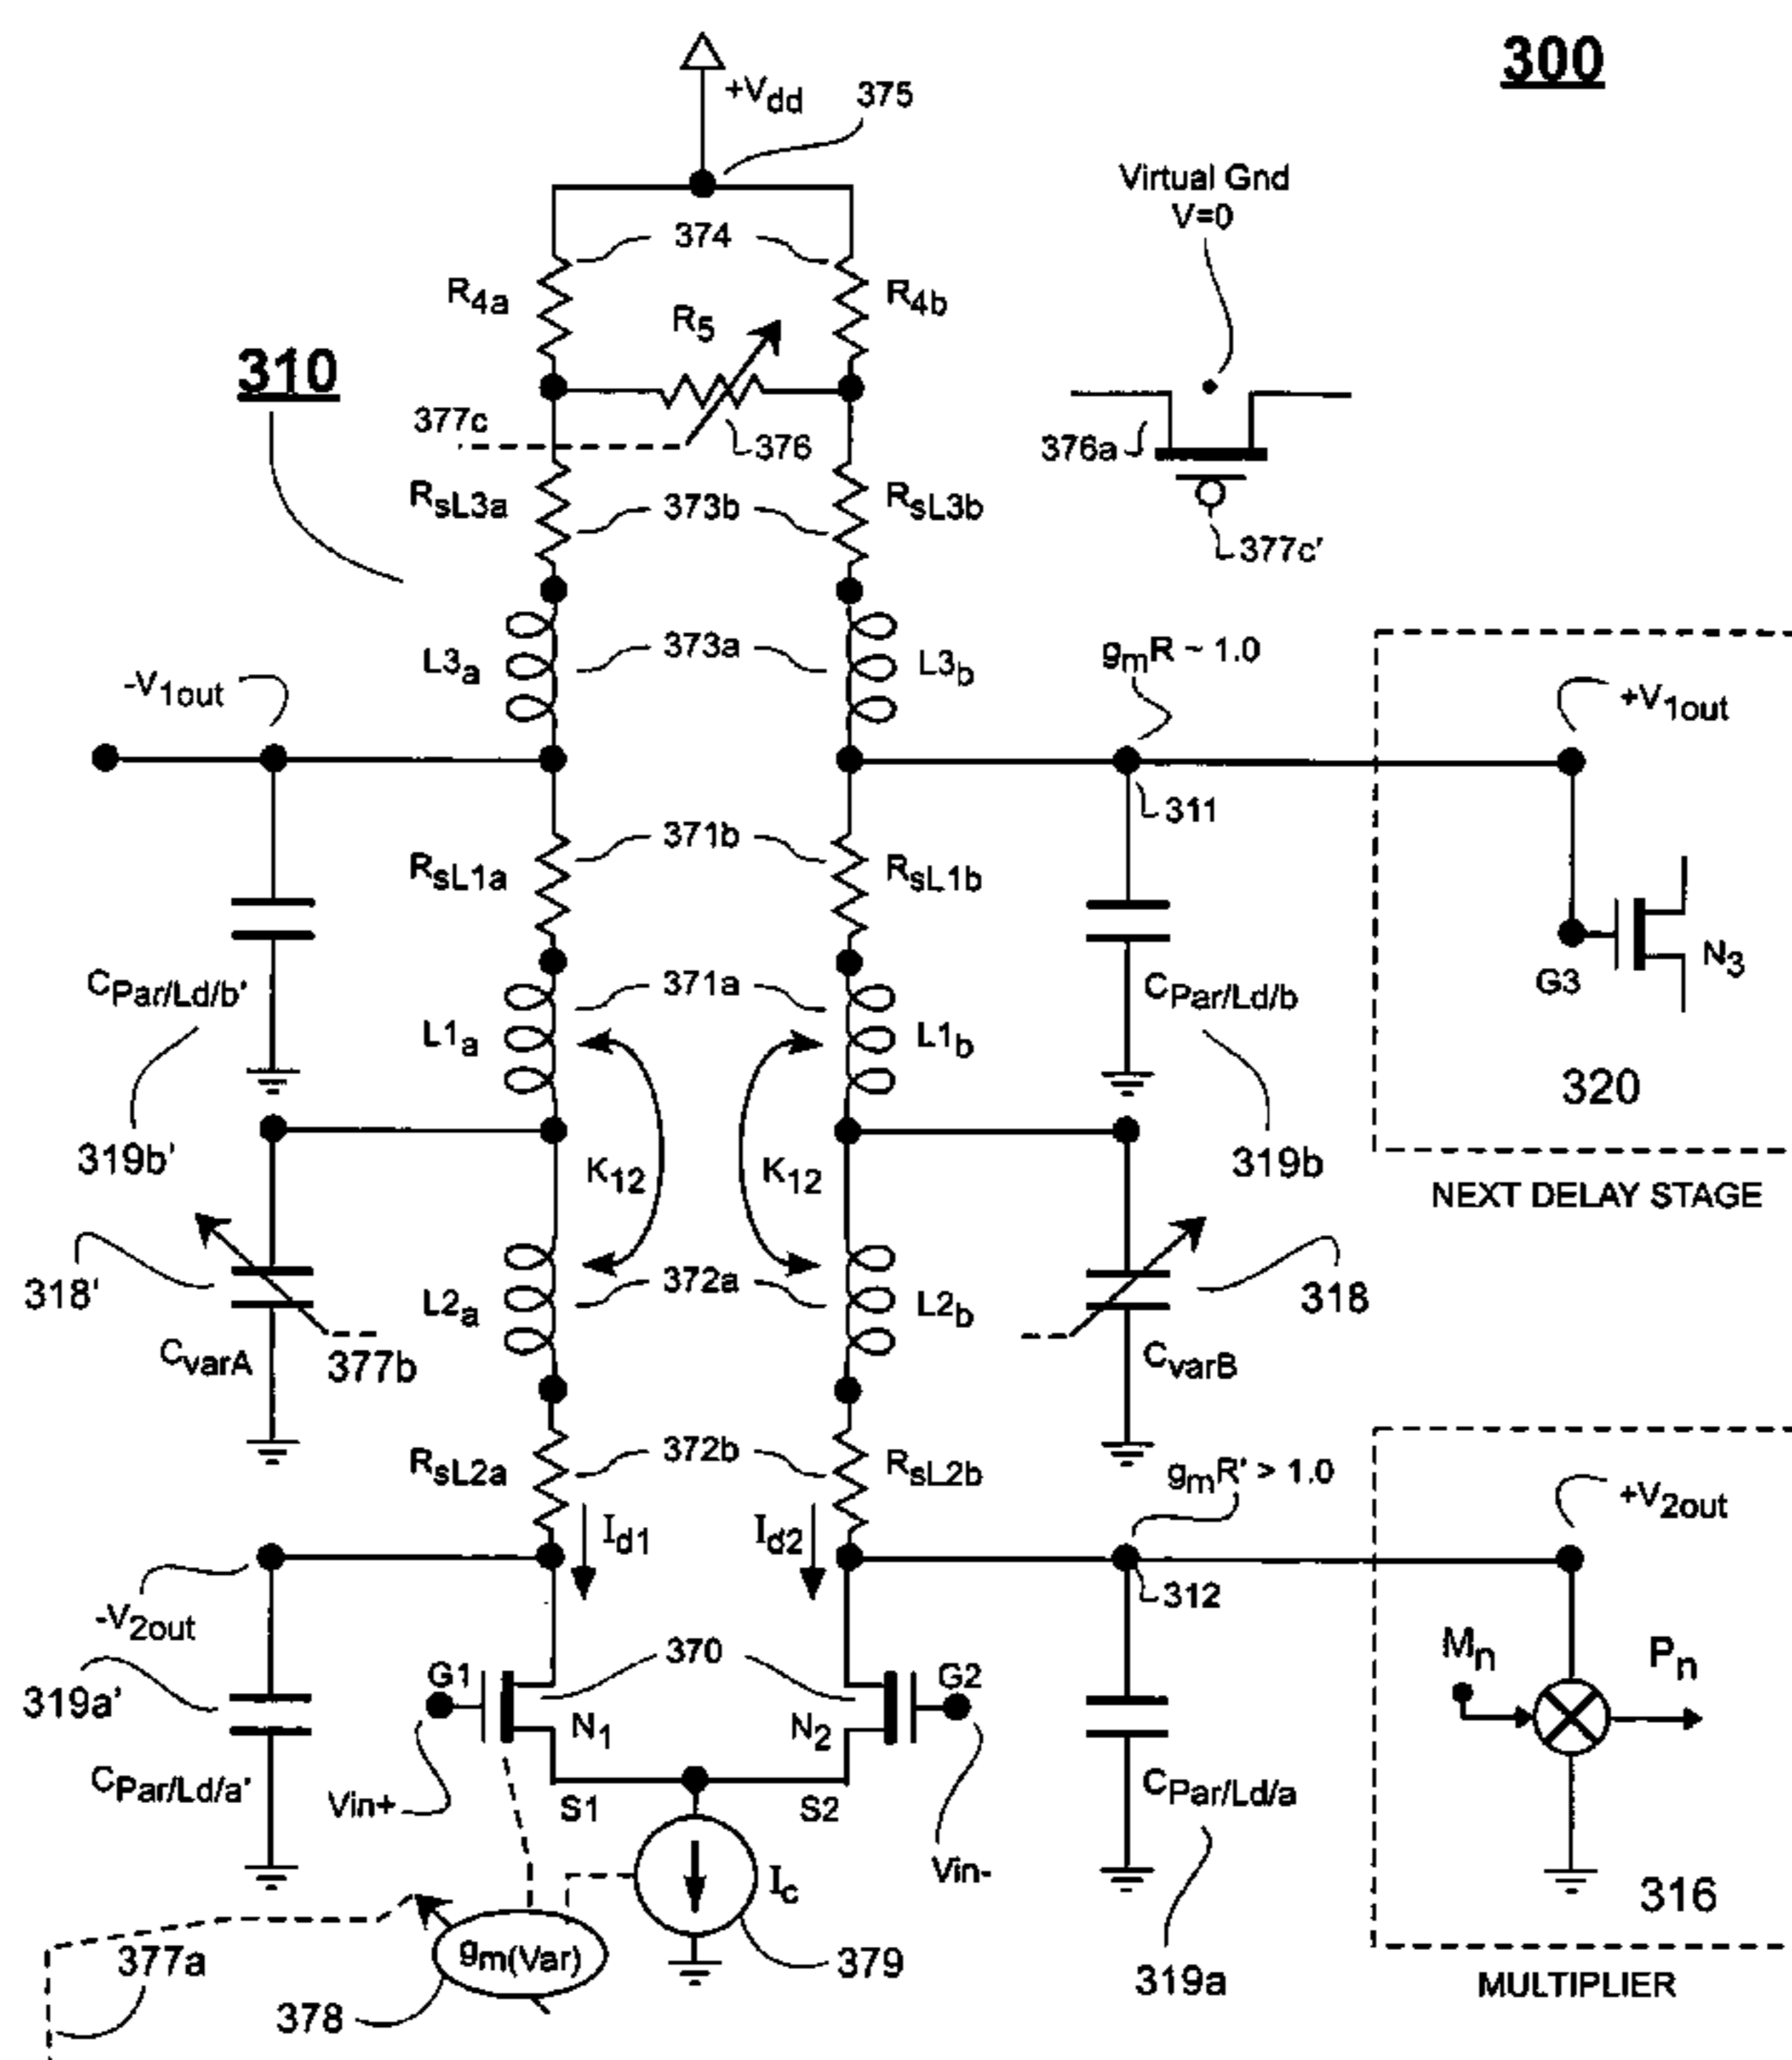 300
+Vdd
375
Virtual Gnd
V=0
374
R4a
R4b
R5
310
377c
376
376a
RsL3a
373b
RsL3b
377c'
L3a
373a
L3b
gmR ~ 1.0
-V1out
+V1out
311
371b
RsL1a
RsL1b
CPar/Ld/b'
371a
CPar/Ld/b
G3
N3
L1a
L1b
320
319b'
K12
K12
319b
NEXT DELAY STAGE
318'
L2a
372a
L2b
318
CvarA
377b
CvarB
RsL2a
372b
RsL2b
gmR' > 1.0
+V2out
Id1
Id2
312
-V2out
G1
370
G2
Mn
Pn
319a'
N1
N2
CPar/Ld/a'
Vin+
S1
S2
CPar/Ld/a
Ic
Vin-
316
377a
gm(Var)
379
319a
MULTIPLIER
378